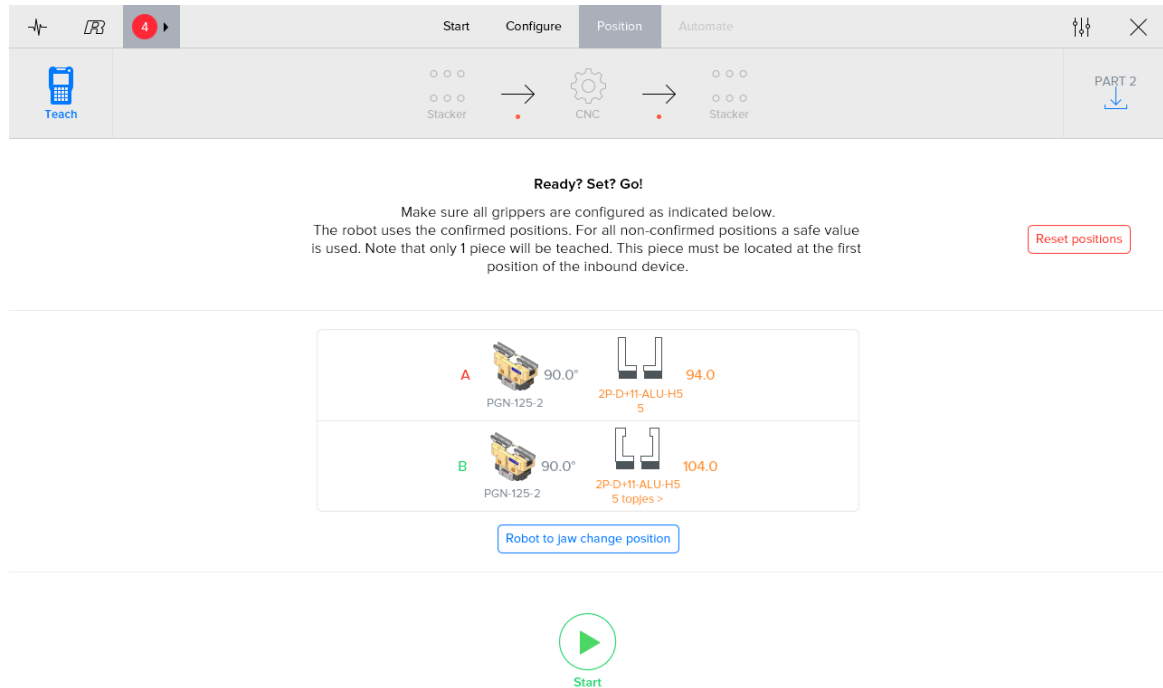 4
Start
Configure
Position
Automate
Teach
Stacker
CNC
Stacker
PART 2
Ready? Set? Go!
Make sure all grippers are configured as indicated below.
The robot uses the confirmed positions. For all non-confirmed positions a safe value
is used. Note that only 1 piece will be teached. This piece must be located at the first
position of the inbound device.
Reset positions
A
90.0°
94.0
PGN-125-2
2P-D+11-ALU-H5
5
B
90.0°
104.0
PGN-125-2
2P-D+11-ALU-H5
5 topjes >
Robot to jaw change position
Start